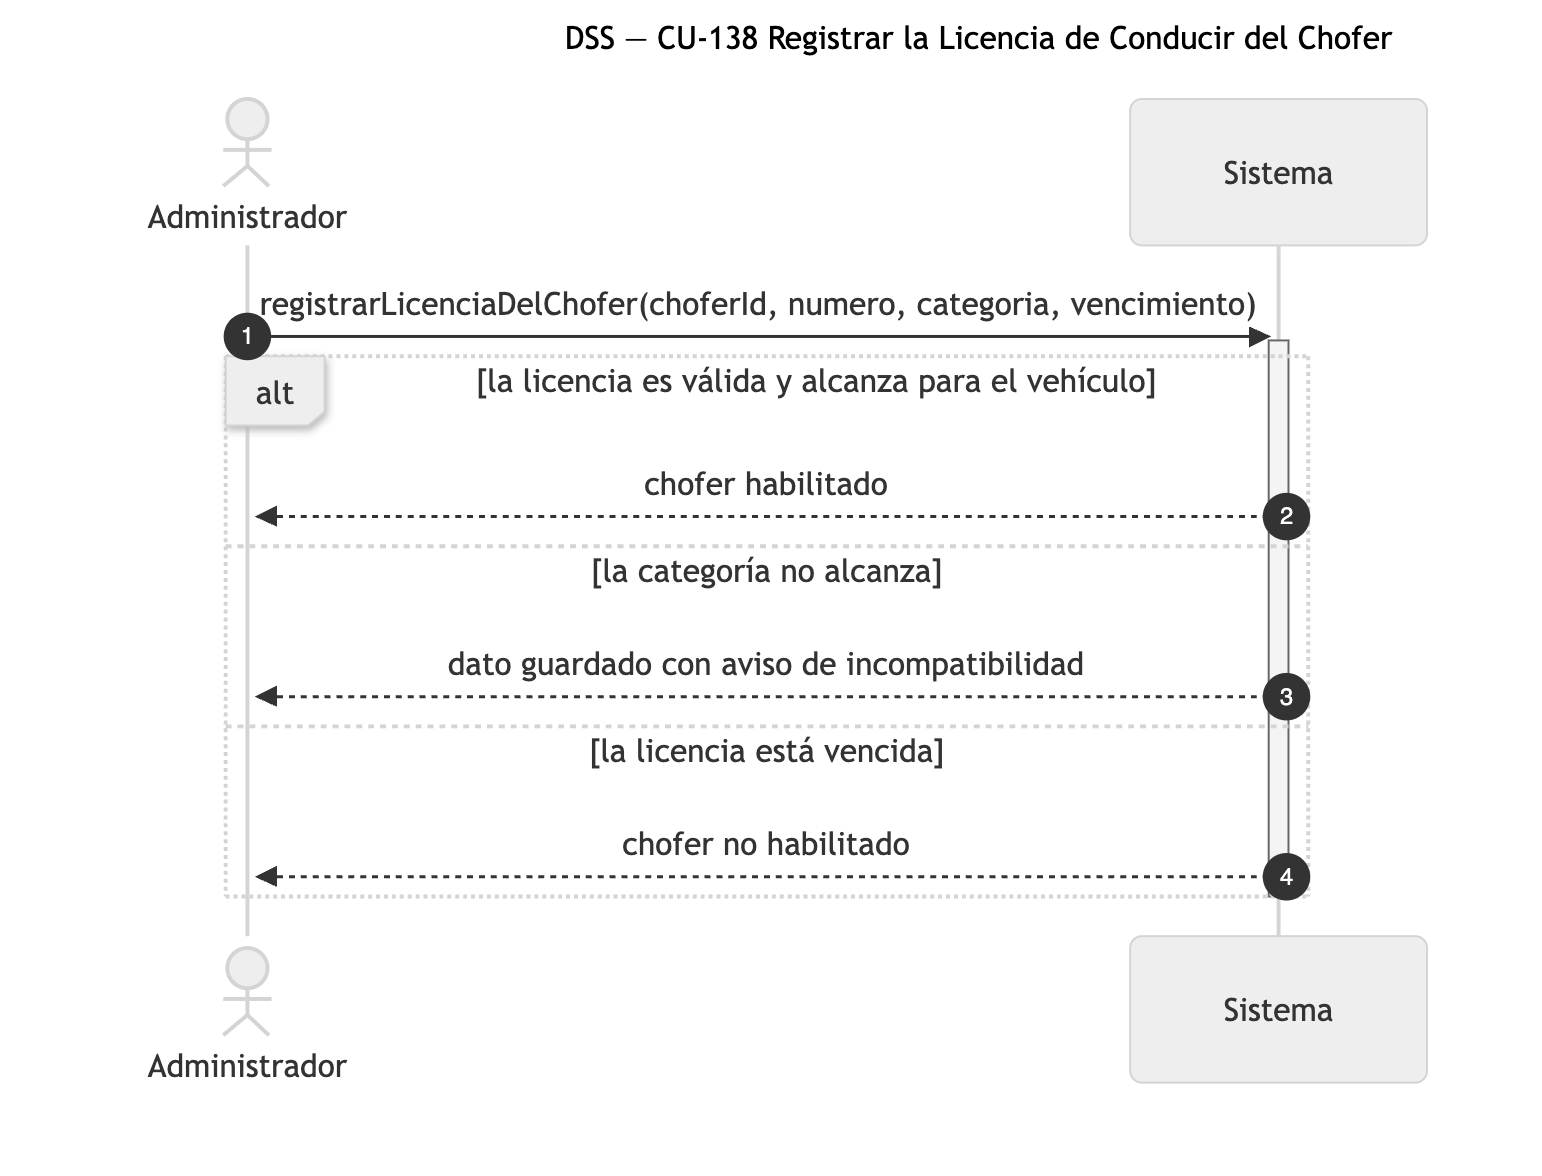 DSS — CU-138 Registrar la Licencia de Conducir del Chofer
Administrador
Sistema
registrarLicenciaDelChofer(choferId, numero, categoria, vencimiento)
1
alt
[la licencia es válida y alcanza para el vehículo]
chofer habilitado
2
[la categoría no alcanza]
dato guardado con aviso de incompatibilidad
3
[la licencia está vencida]
chofer no habilitado
4
Administrador
Sistema